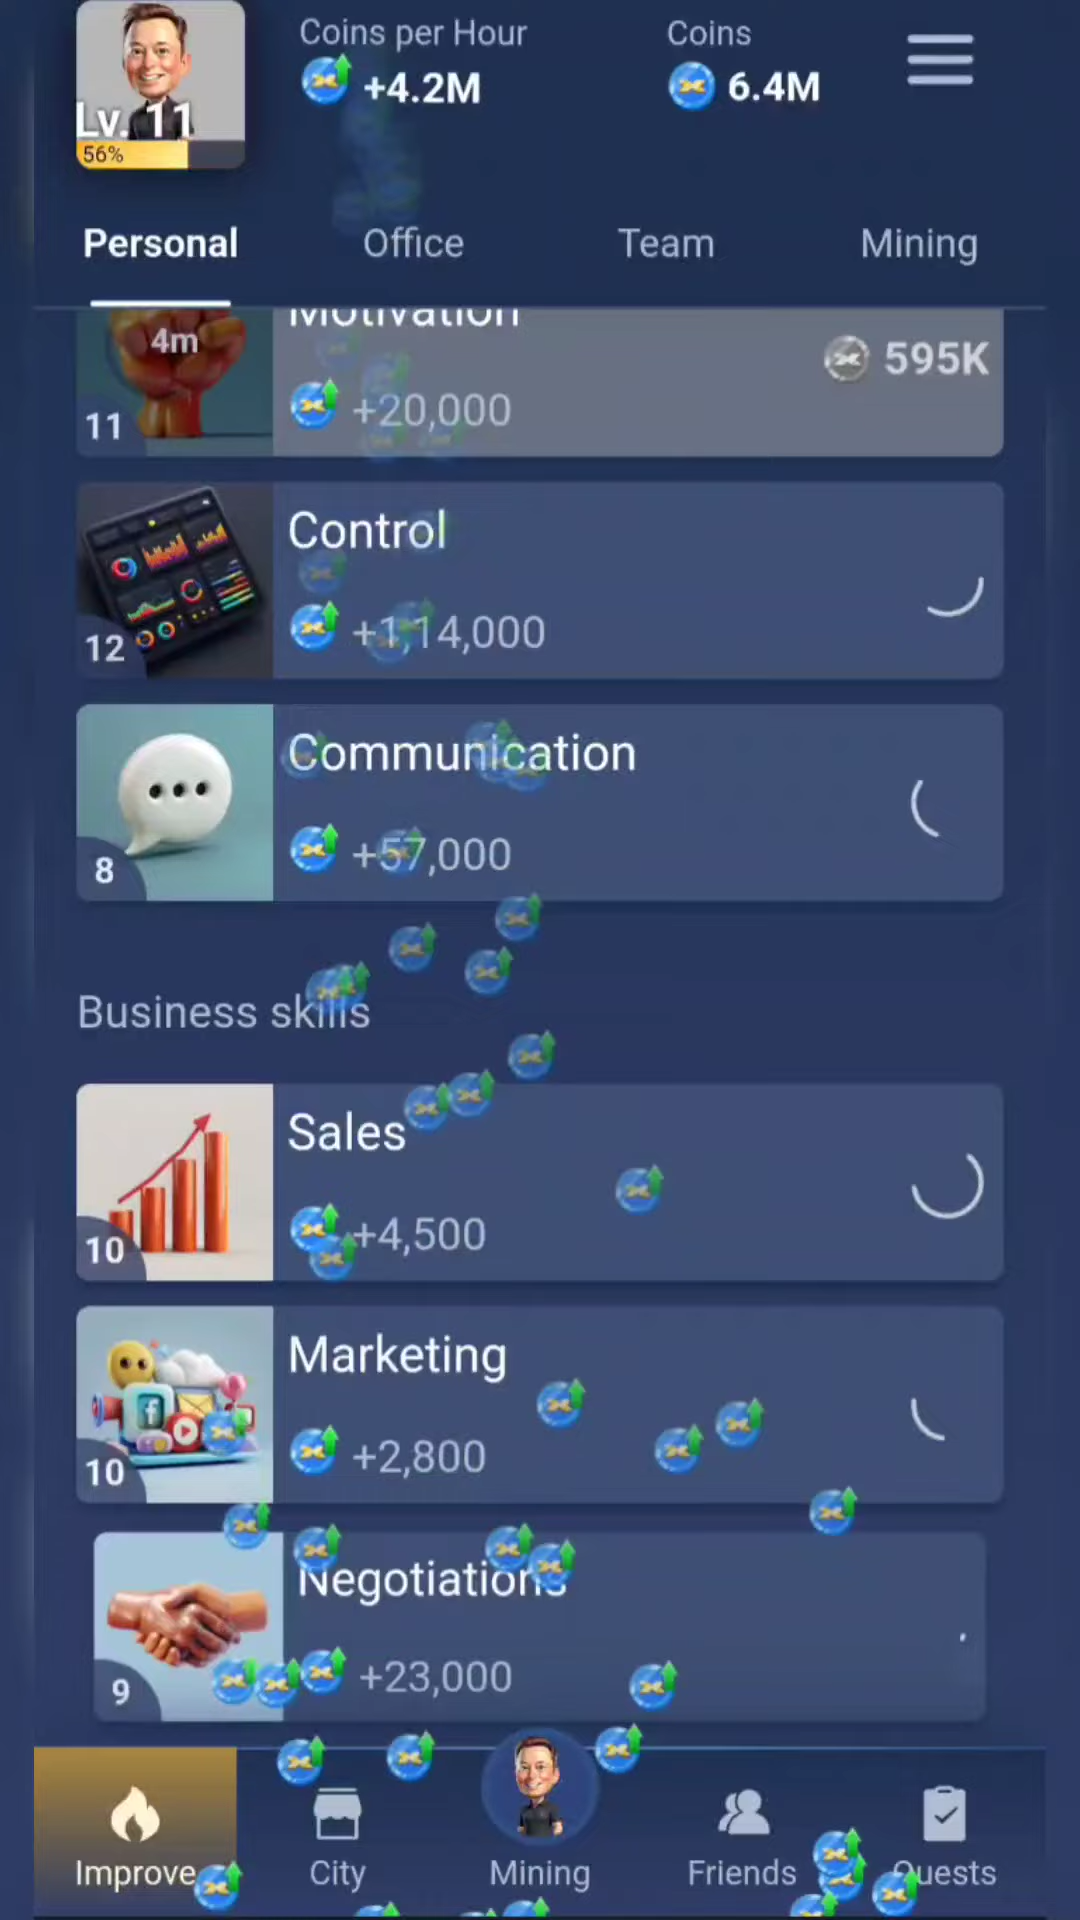 Coins per Hour
+4.2M
Coins
6.4M
Lv. 11
56%
Personal
Office
Team
Mining
Motivation
4m
595K
+20,000
11
Control
+1,14,000
12
Communication
+57,000
8
Business skills
Sales
+4,500
10
Marketing
+2,800
10
Negotiations
+23,000
9
Improve
City
Mining
Friends
Quests